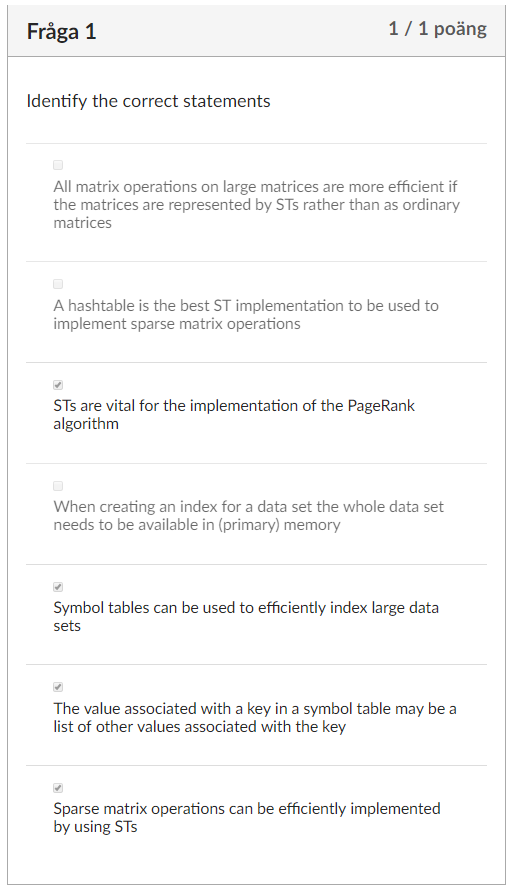 Fråga 1
1 / 1 poäng
Identify the correct statements
All matrix operations on large matrices are more efficient if
the matrices are represented by STs rather than as ordinary
matrices
A hashtable is the best ST implementation to be used to
implement sparse matrix operations
STs are vital for the implementation of the PageRank
algorithm
When creating an index for a data set the whole data set
needs to be available in (primary) memory
Symbol tables can be used to efficiently index large data
sets
The value associated with a key in a symbol table may be a
list of other values associated with the key
Sparse matrix operations can be efficiently implemented
by using STs